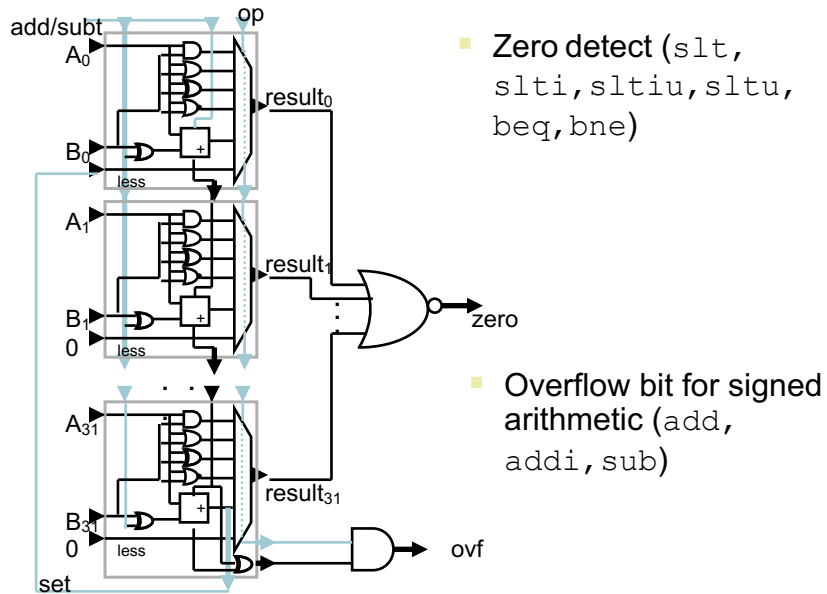 add/subt
op
A0
result0
B0
+
less
A1
result1
B1
+
0
less
. . .
zero
A31
result31
B31
+
0
less
ovf
set
▪ Zero detect (slt,
slti,sltiu,sltu,
beq,bne)
▪ Overflow bit for signed
arithmetic (add,
addi,sub)